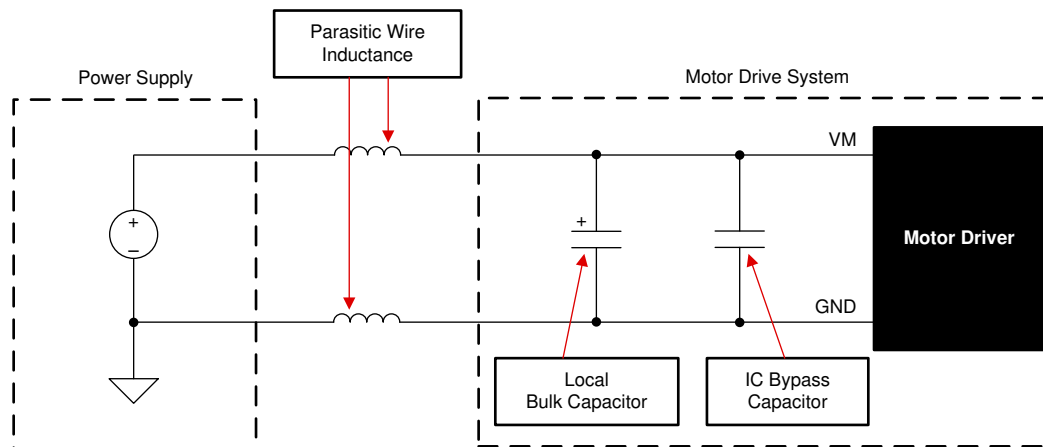 Parasitic Wire
Inductance
Power Supply
Motor Drive System
VM
+
–
+
Motor Driver
GND
Local
Bulk Capacitor
IC Bypass
Capacitor